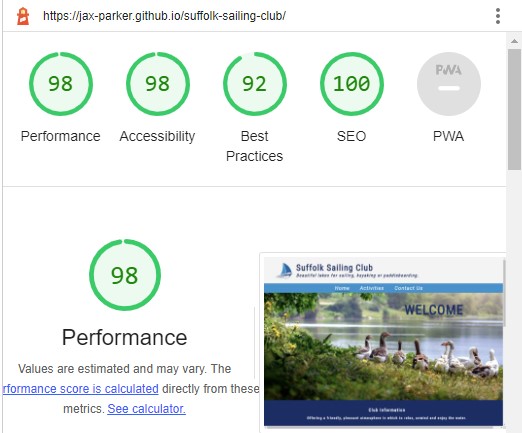 https://jax-parker.github.io/suffolk-sailing-club/
98
98
92
100
PWA
Performance
Accessibility
Best
Practices
SEO
PWA
98
Performance
Values are estimated and may vary. The
rformance score is calculated directly from these
metrics. See calculator.
Suffolk Sailing Club
Beautiful lakes for sailing, kayaking or paddleboarding.
Home Activities Contact Us
WELCOME
Club Information
Offering a friendly, pleasant atmosphere in which to relax, unwind and enjoy the water.